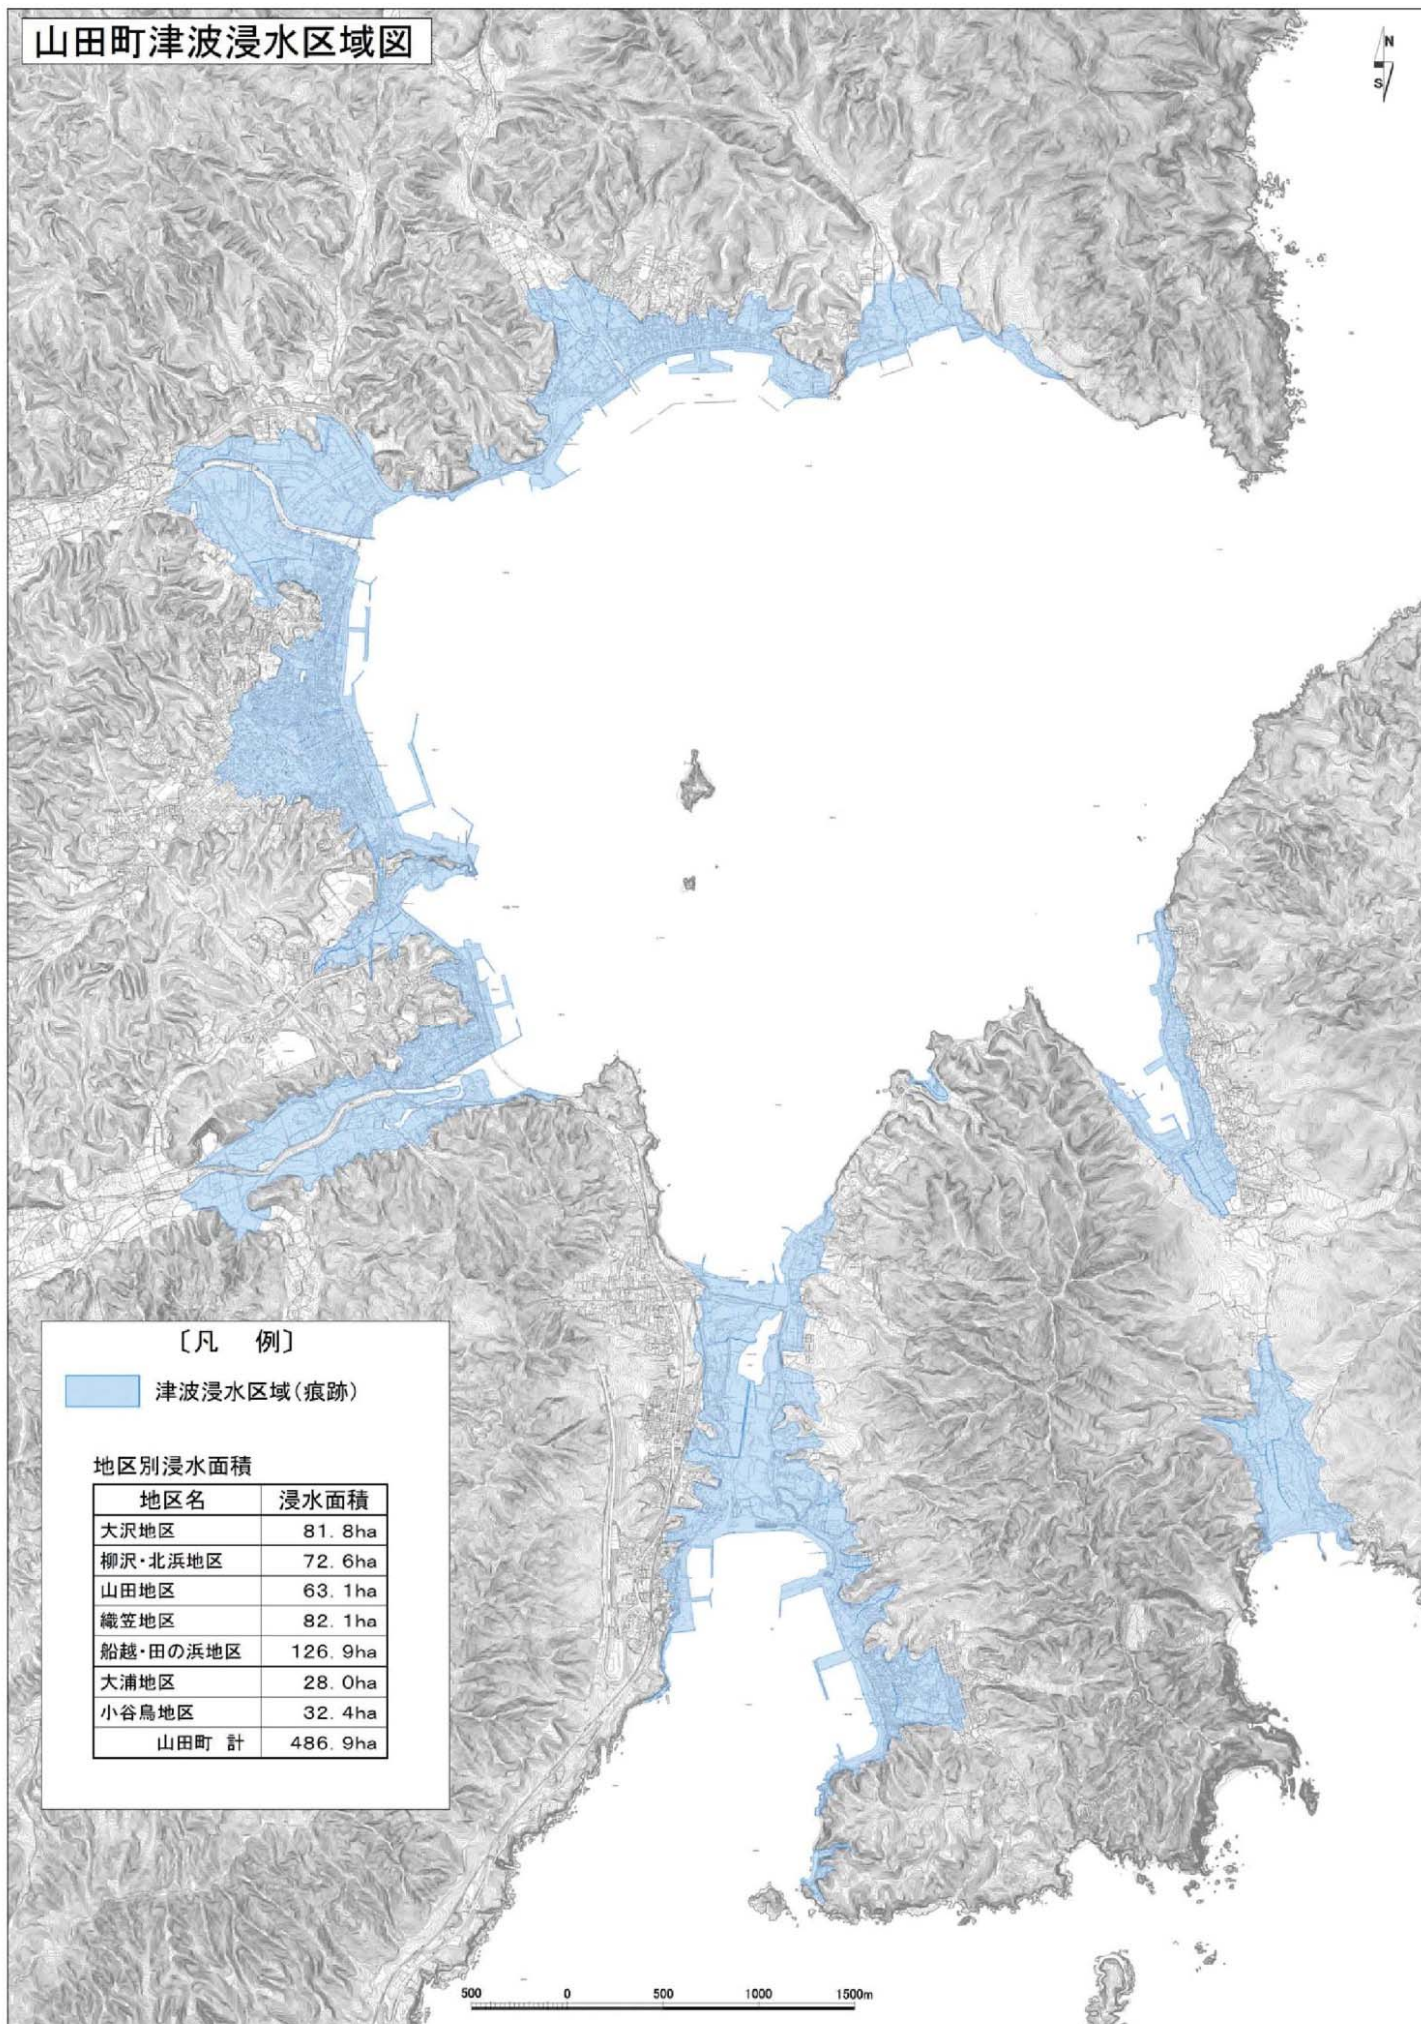 山田町津波浸水区域図
N
S
〔凡 例〕
津波浸水区域(痕跡)
地区別浸水面積
地区名 浸水面積
大沢地区 81.8ha
柳沢・北浜地区 72.6ha
山田地区 63.1ha
織笠地区 82.1ha
船越・田の浜地区 126.9ha
大浦地区 28.0ha
小谷鳥地区 32.4ha
山田町 計 486.9ha
500 0 500 1000 1500m